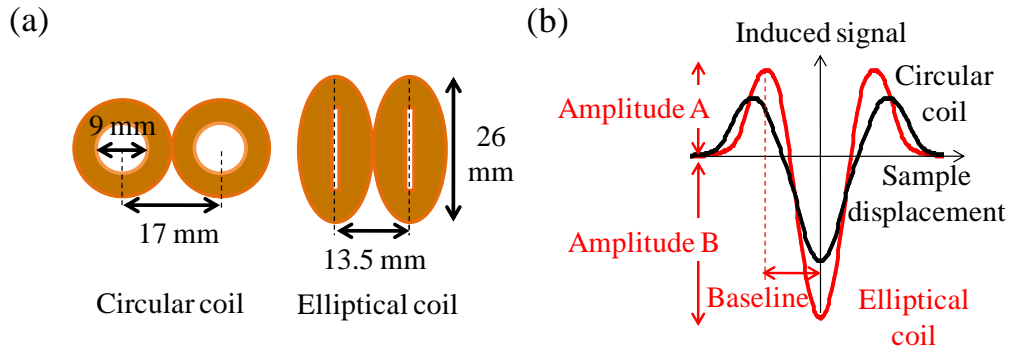 (a)
9 mm
17 mm
Circular coil
26
mm
13.5 mm
Elliptical coil
(b)
Induced signal
Circular
coil
Amplitude A
Sample
displacement
Amplitude B
Baseline
Elliptical
coil